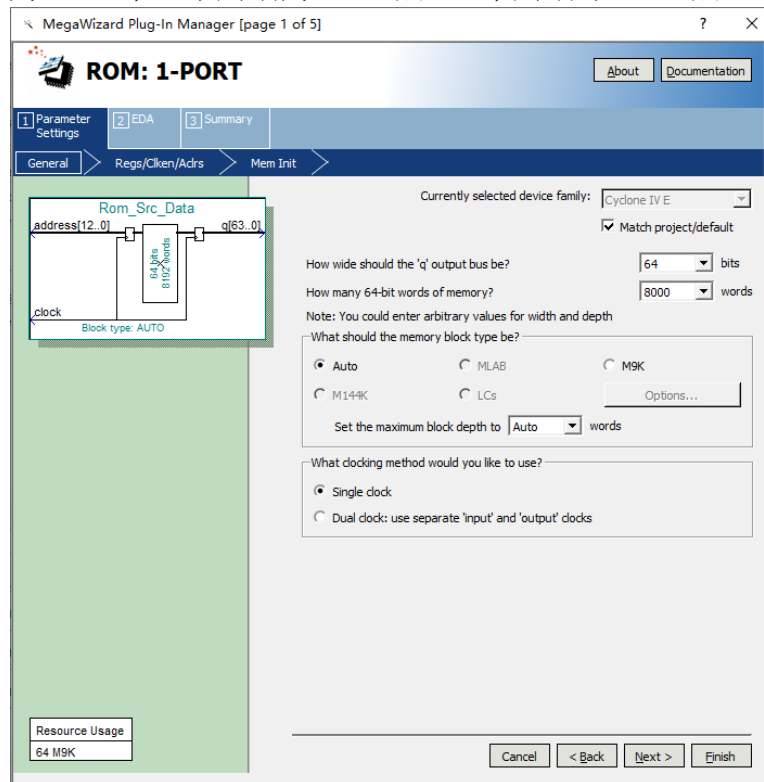 MegaWizard Plug-In Manager [page 1 of 5]
ROM: 1-PORT
About
Documentation
1 Parameter Settings
2 EDA
3 Summary
General
Regs/Clken/Adrs
Mem Init
Rom_Src_Data
address[12..0]
q[63..0]
64 bits
8192 words
clock
Block type: AUTO
Currently selected device family:
Cyclone IV E
Match project/default
How wide should the 'q' output bus be?
64
bits
How many 64-bit words of memory?
8000
words
Note: You could enter arbitrary values for width and depth
What should the memory block type be?
Auto
MLAB
M9K
M144K
LCs
Options...
Set the maximum block depth to
Auto
words
What clocking method would you like to use?
Single clock
Dual clock: use separate 'input' and 'output' clocks
Resource Usage
64 M9K
Cancel
< Back
Next >
Finish